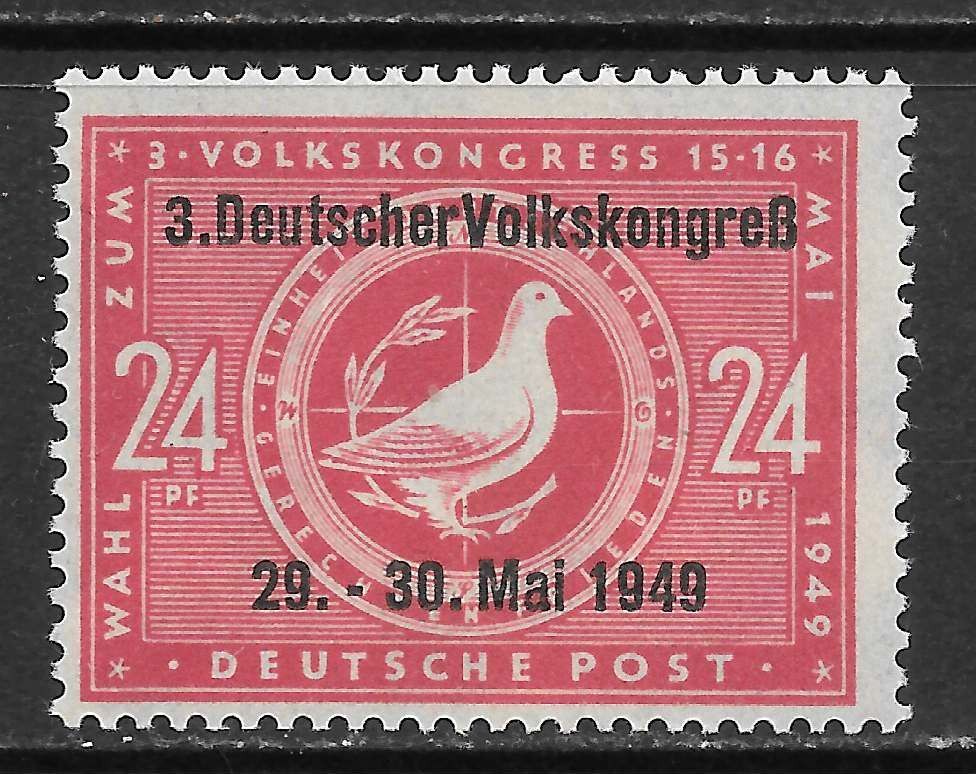 * 3 · VOLKSKONGRESS 15-16 *
WAHL ZUM
MAI 1949
3. Deutscher Volkskongreß
24 PF
24 PF
29. - 30. Mai 1949
* · DEUTSCHE POST · *